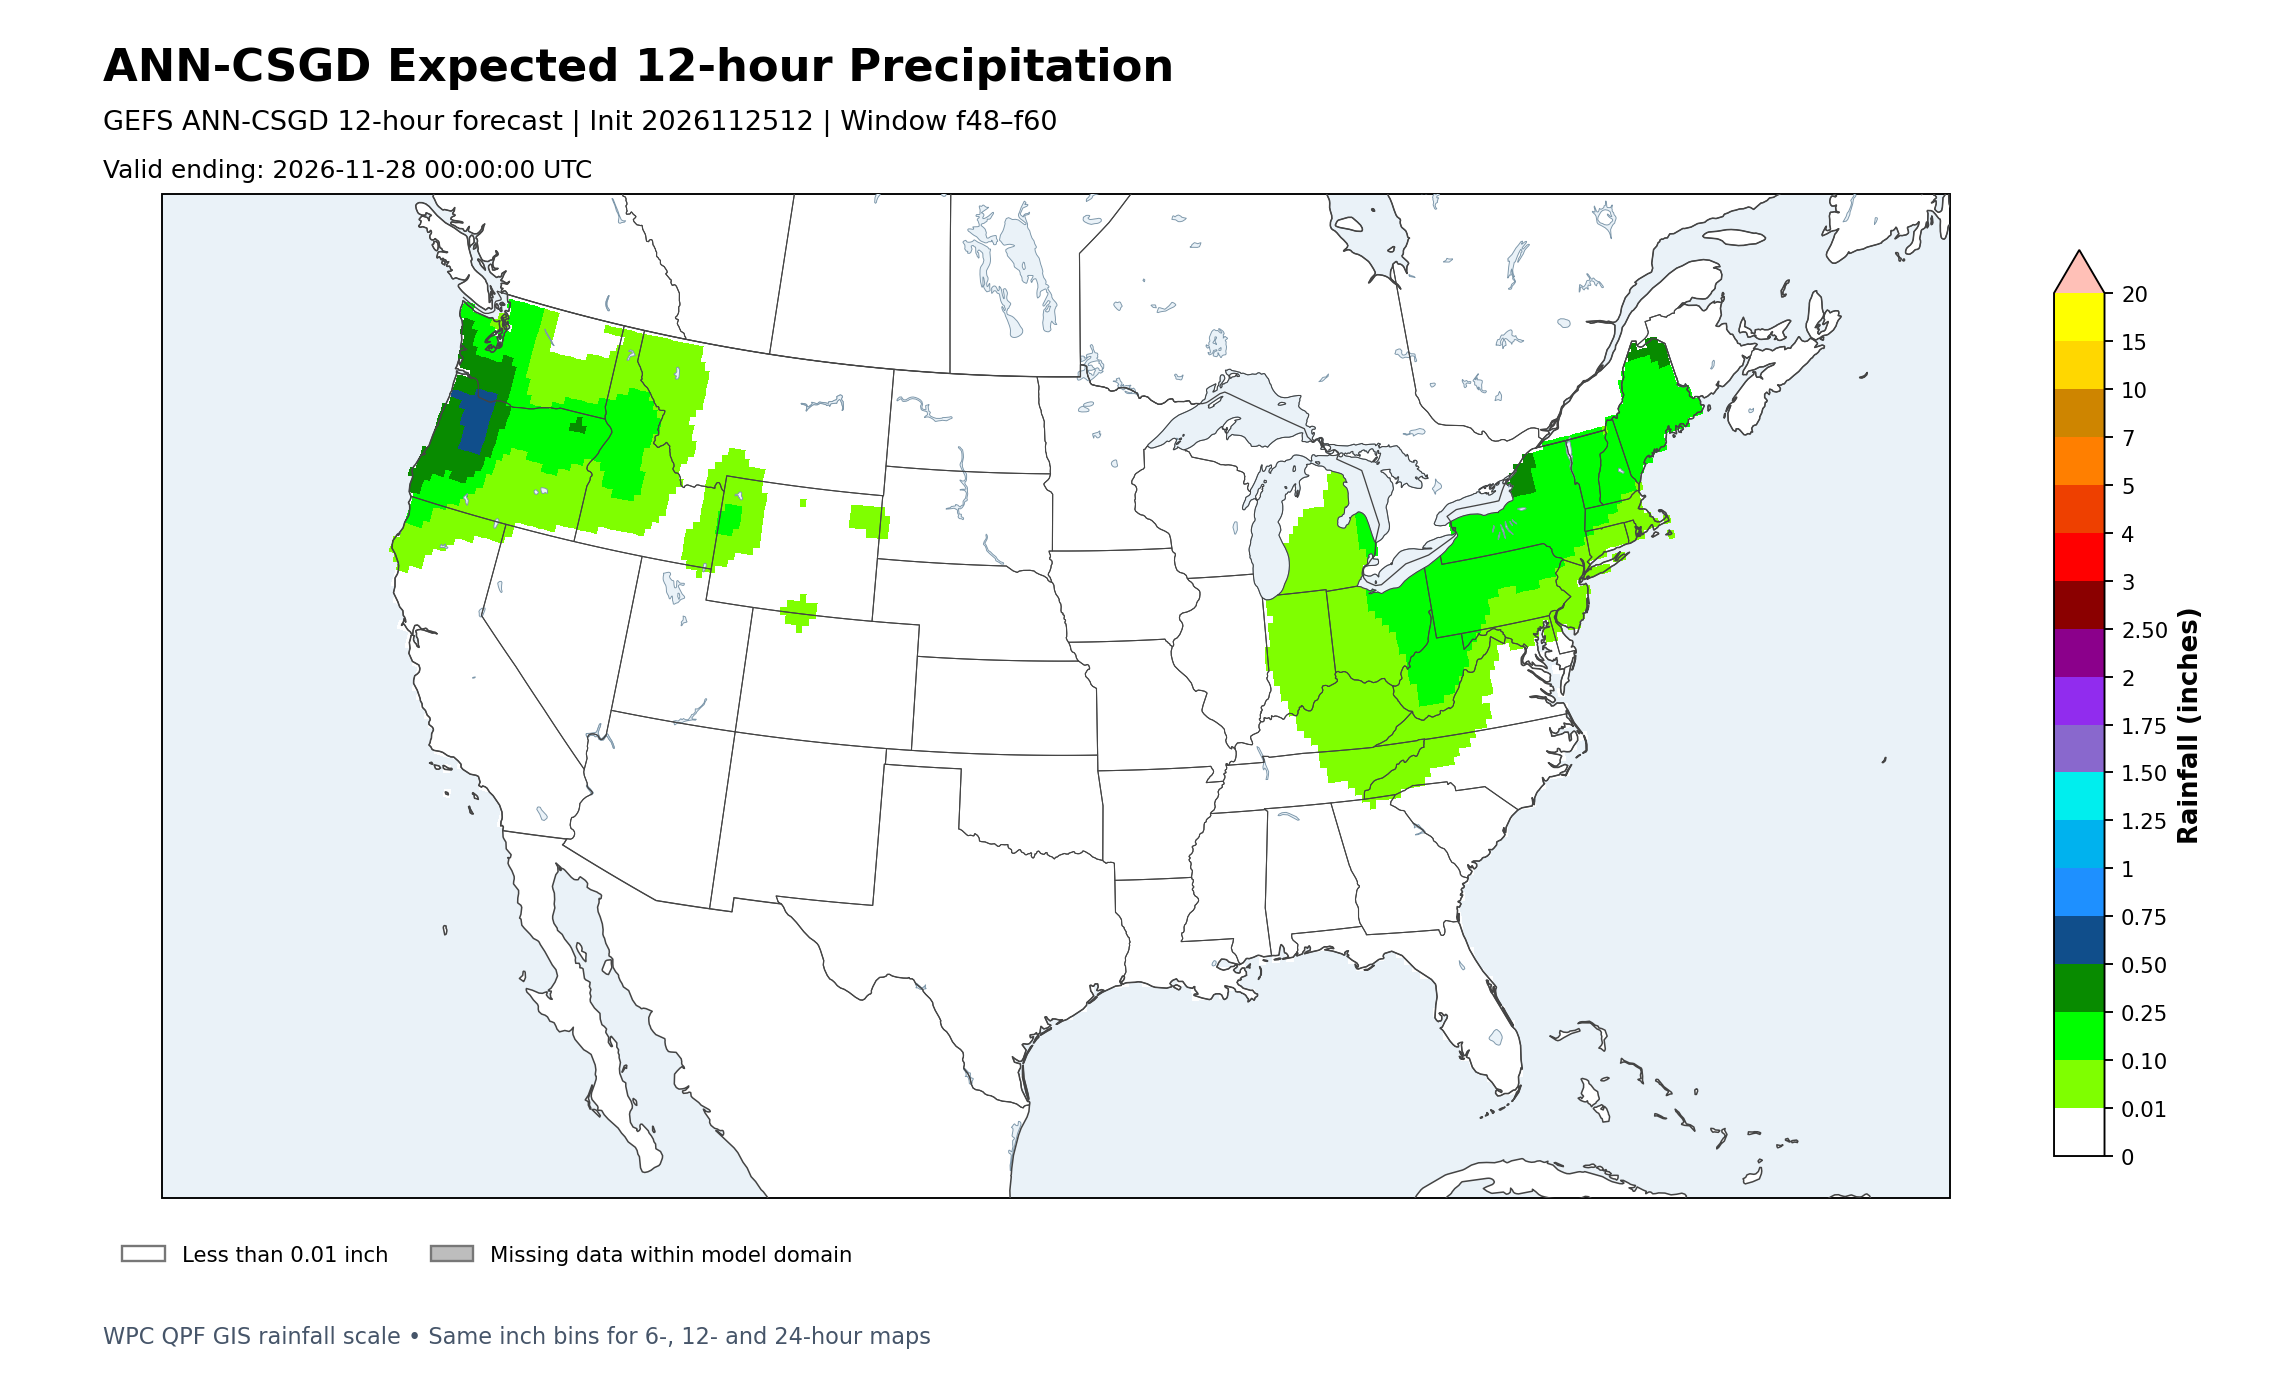 ANN-CSGD Expected 12-hour Precipitation
GEFS ANN-CSGD 12-hour forecast | Init 2026112512 | Window f48–f60
Valid ending: 2026-11-28 00:00:00 UTC
20
15
10
7
5
4
3
2.50
2
1.75
1.50
1.25
1
0.75
0.50
0.25
0.10
0.01
0
Rainfall (inches)
Less than 0.01 inch
Missing data within model domain
WPC QPF GIS rainfall scale • Same inch bins for 6-, 12- and 24-hour maps